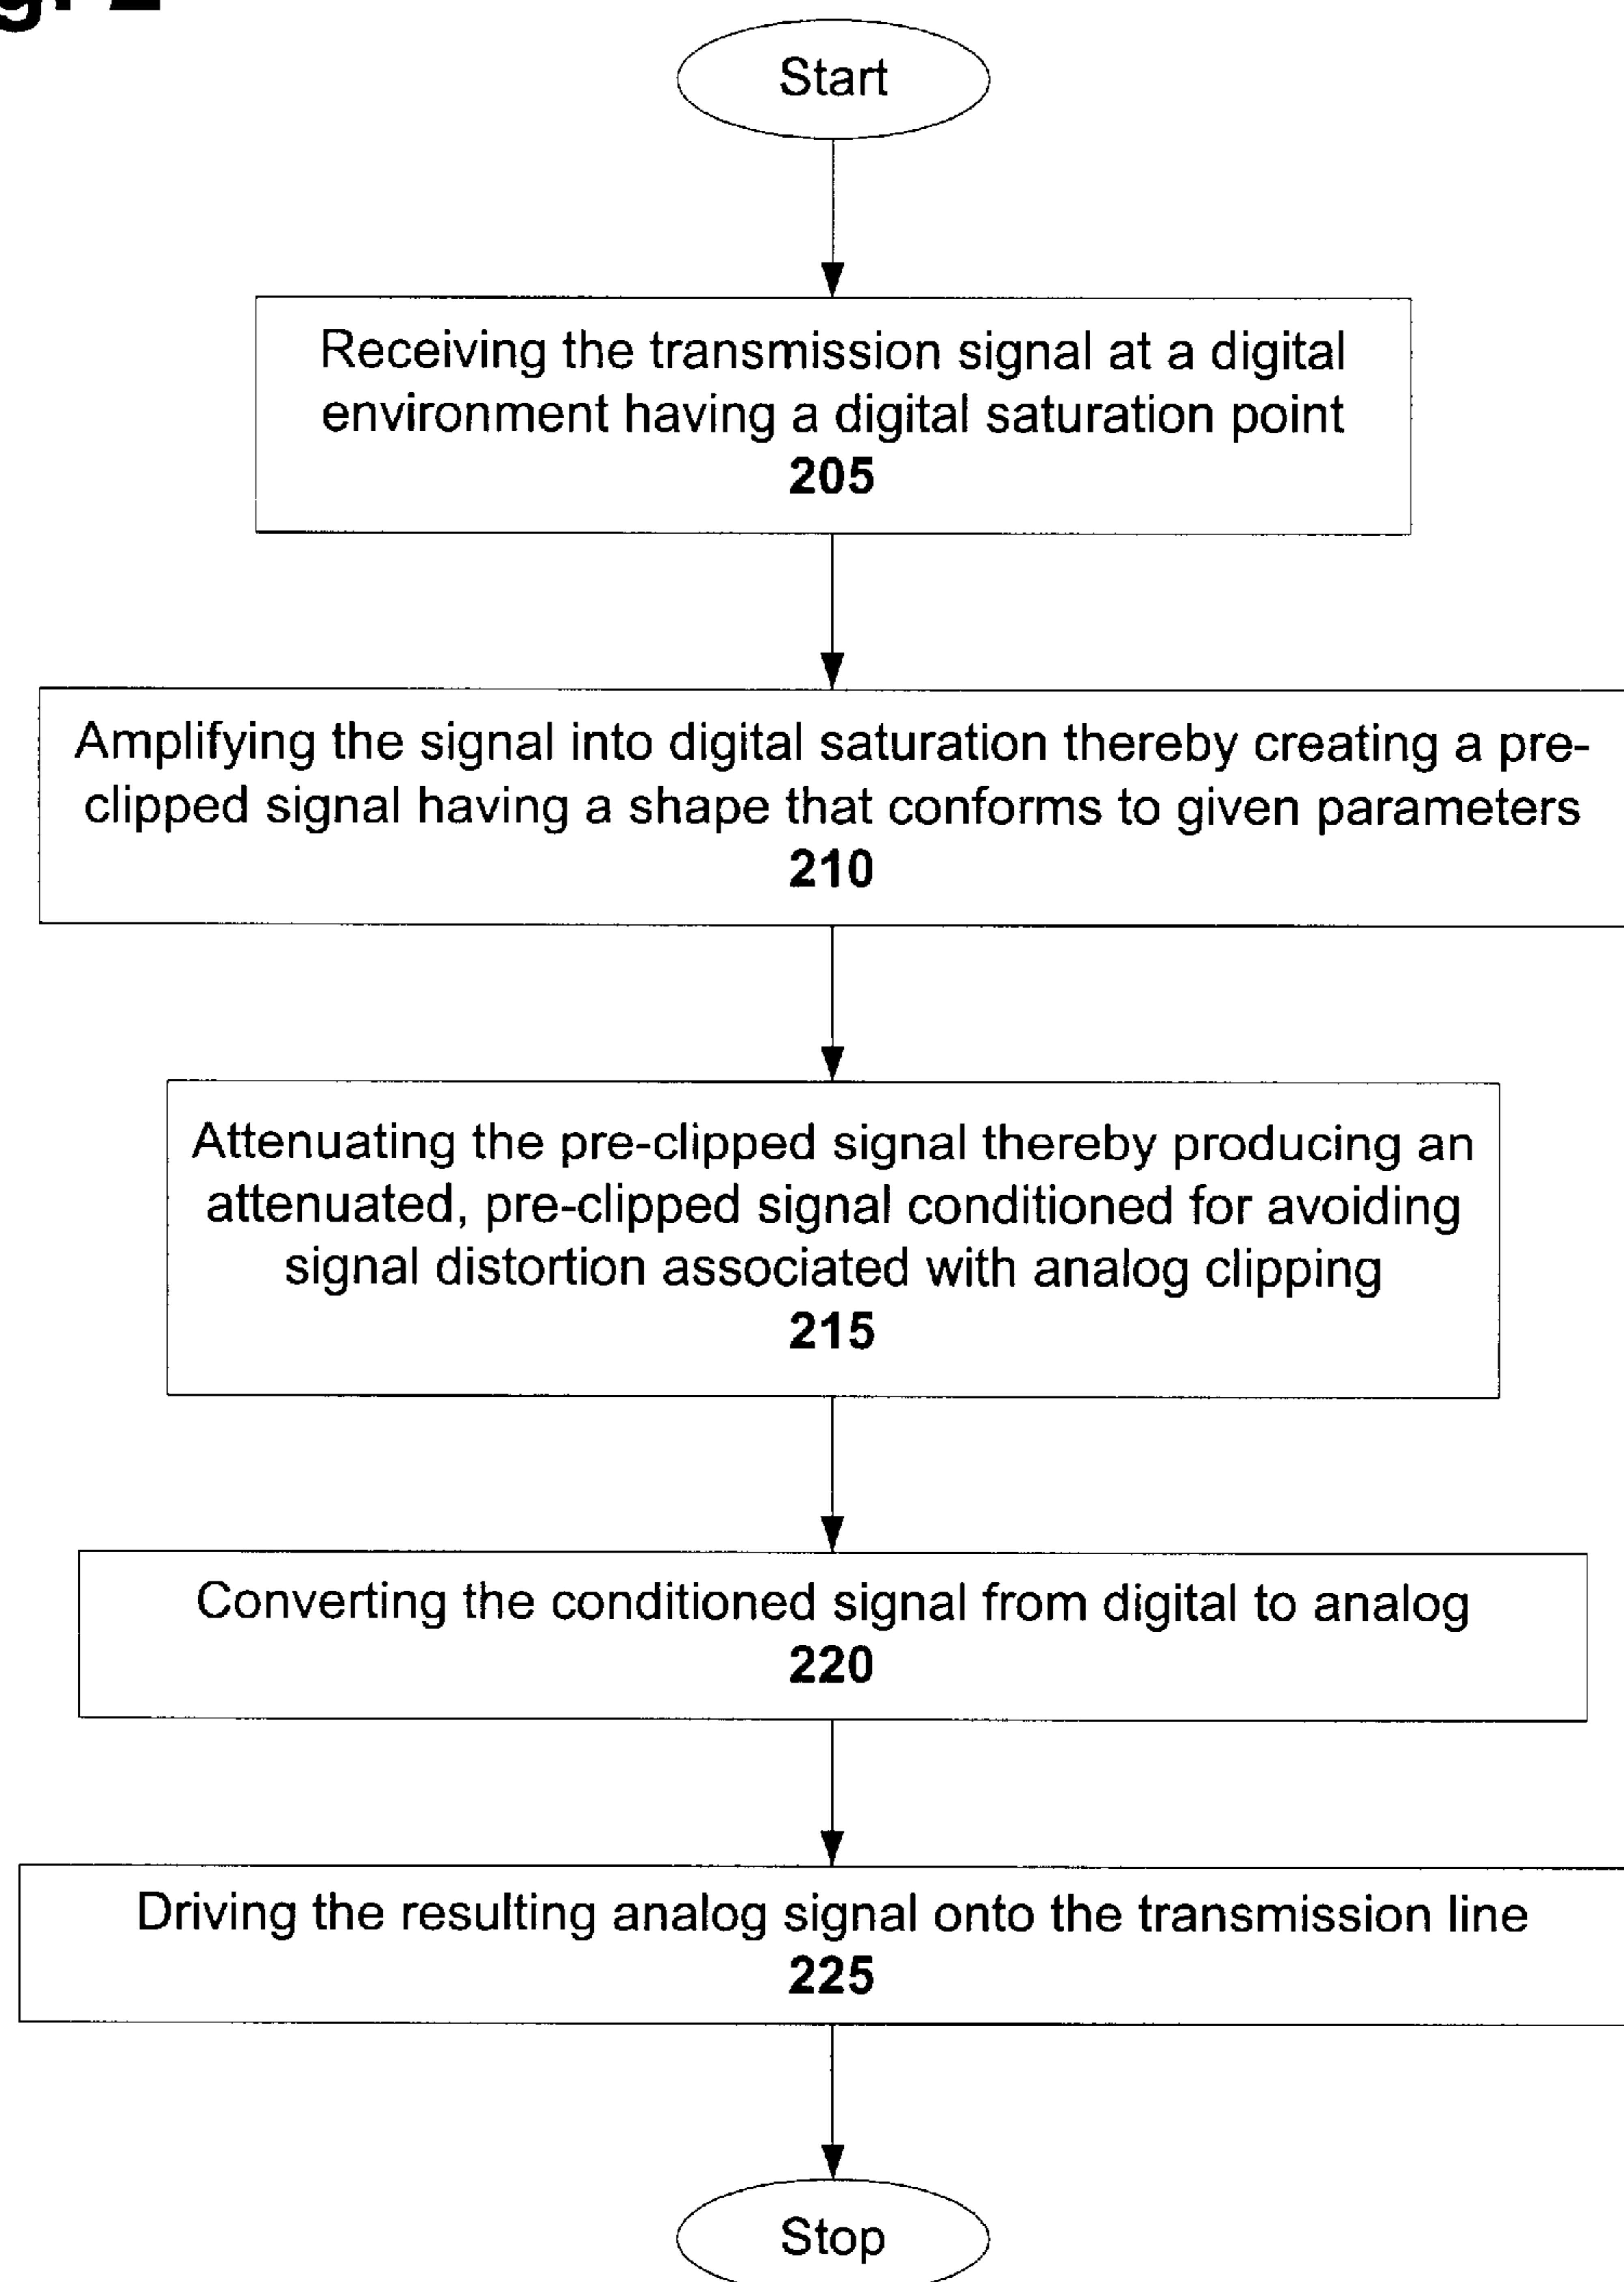 Start
Receiving the transmission signal at a digital
environment having a digital saturation point
205
Amplifying the signal into digital saturation thereby creating a pre-
clipped signal having a shape that conforms to given parameters
210
Attenuating the pre-clipped signal thereby producing an
attenuated, pre-clipped signal conditioned for avoiding
signal distortion associated with analog clipping
215
Converting the conditioned signal from digital to analog
220
Driving the resulting analog signal onto the transmission line
225
Stop